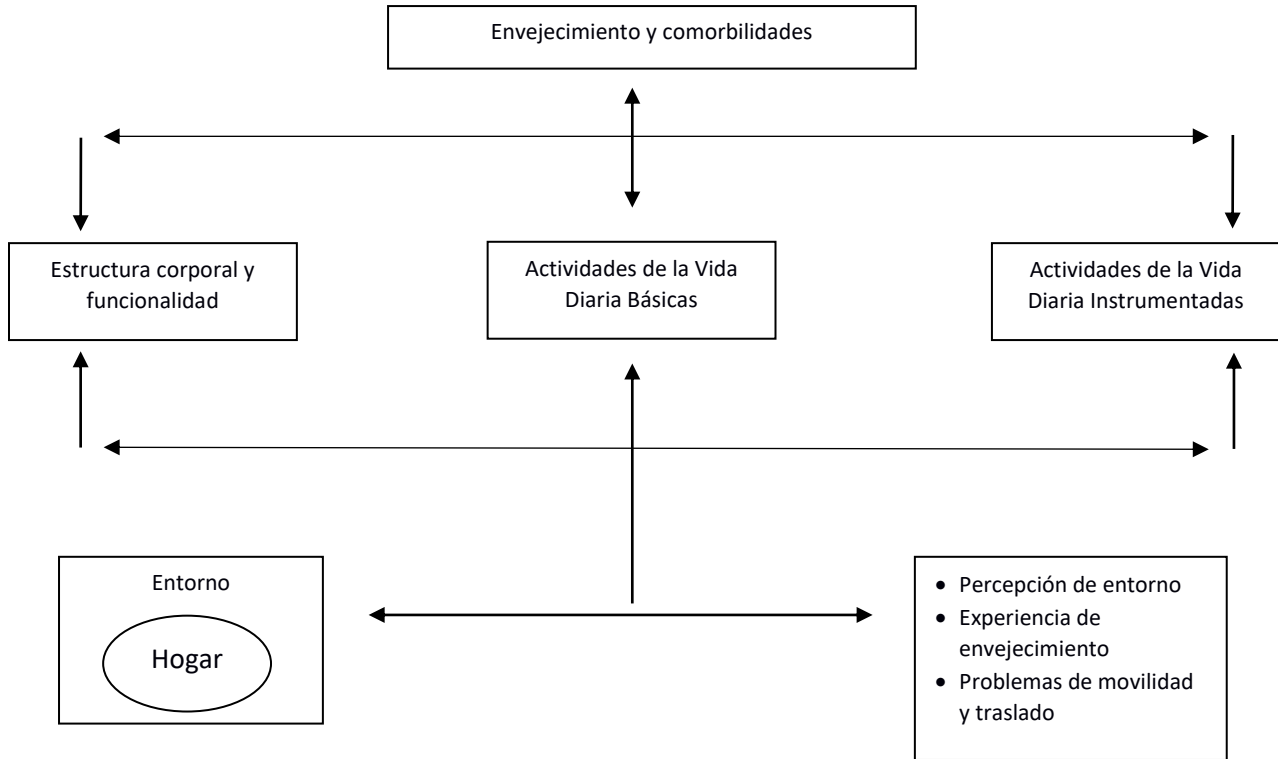 Envejecimiento y comorbilidades
Estructura corporal y
funcionalidad
Actividades de la Vida
Diaria Básicas
Actividades de la Vida
Diaria Instrumentadas
Entorno
Hogar
• Percepción de entorno
• Experiencia de
envejecimiento
• Problemas de movilidad
y traslado